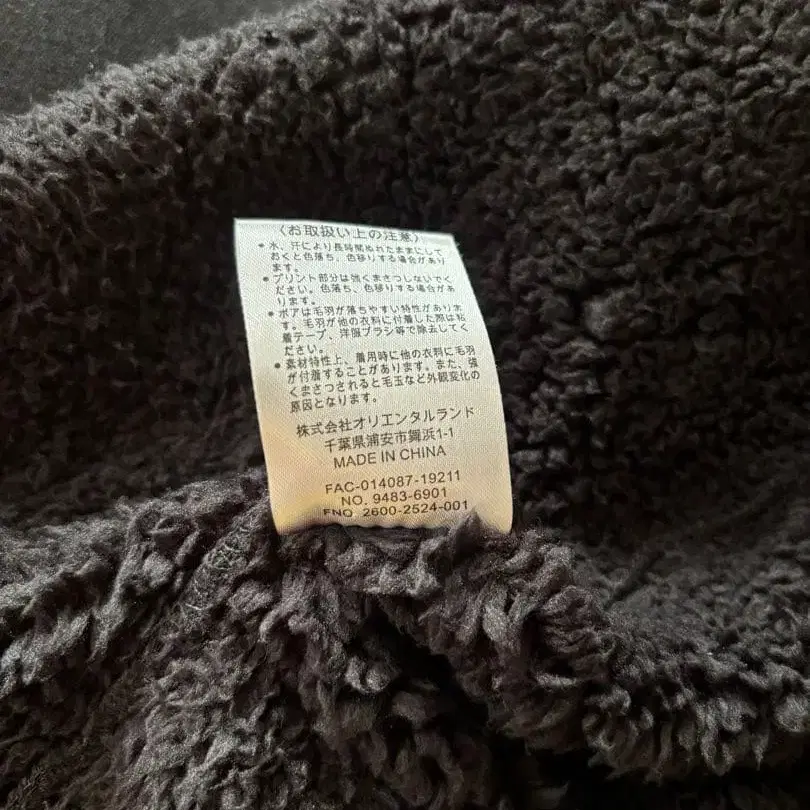 〈お取扱い上の注意〉
●水、汗により長時間ぬれたままにして
おくと色落ち、色移りする場合があり
ます。
●プリント部分は強くまさつしないでく
ださい。色落ち、色移りする場合があ
ります。
●ボアは毛羽が落ちやすい特性がありま
す。毛羽が他の衣料に付着した際は粘
着テープ、洋服ブラシ等で除去してく
ださい。
●素材特性上、着用時に他の衣料に毛羽
が付着することがあります。また、強
くまさつされると毛玉など外観変化の
原因となります。
株式会社オリエンタルランド
千葉県浦安市舞浜1-1
MADE IN CHINA
FAC-014087-19211
NO. 9483-6901
FNO. 2600-2524-001